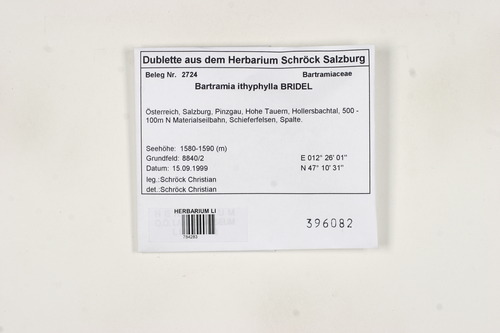 Dublette aus dem Herbarium Schröck Salzburg
Beleg Nr. 2724 Bartramiaceae
Bartramia ithyphylla BRIDEL
Österreich, Salzburg, Pinzgau, Hohe Tauern, Hollersbachtal, 500 -
100m N Materialseilbahn, Schieferfelsen, Spalte.
Seehöhe: 1580-1590 (m)
Grundfeld: 8840/2 E 012° 26' 01"
Datum: 15.09.1999 N 47° 10' 31"
leg.:Schröck Christian
det.:Schröck Christian
HERBARIUM LI
784283
396082